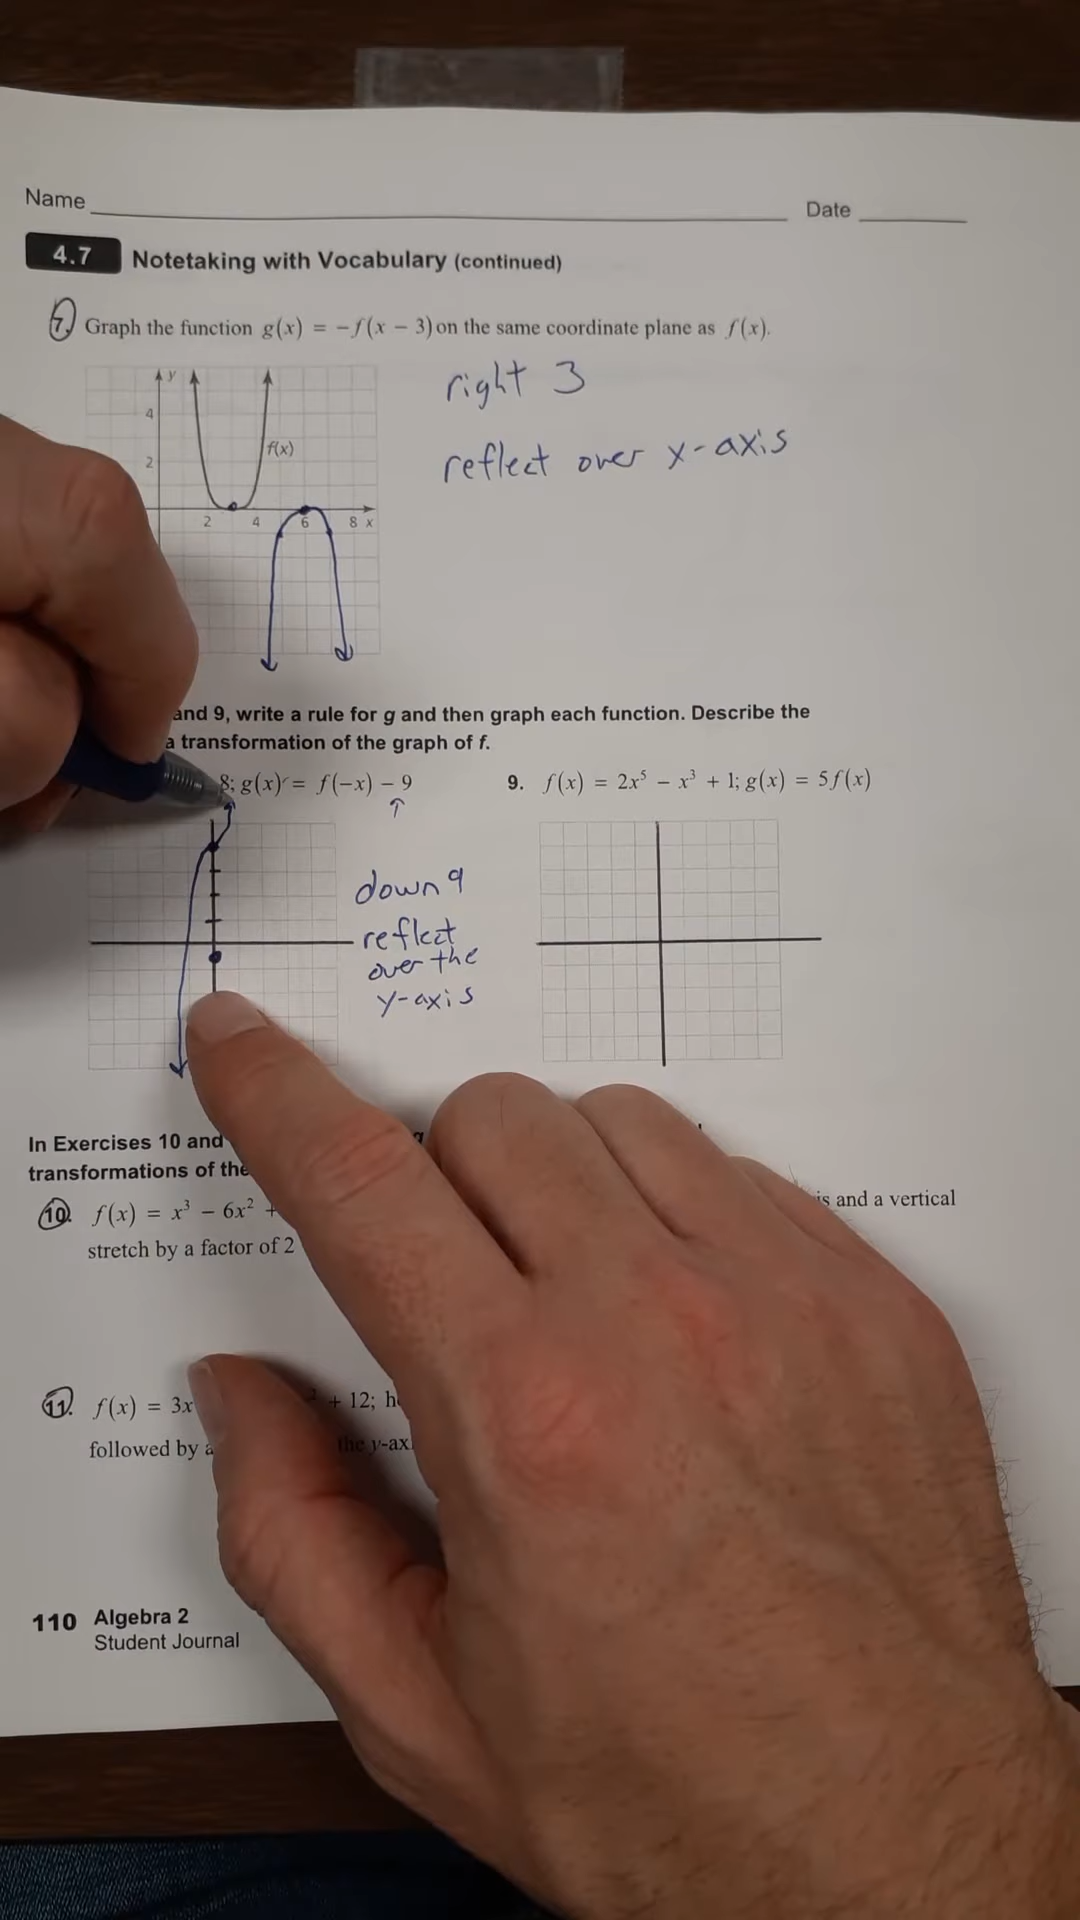 Name
Date
4.7 Notetaking with Vocabulary (continued)
7. Graph the function g(x) = −f(x − 3) on the same coordinate plane as f(x).
y
4
2
f(x)
2 4 6 8 x
right 3
reflect over x-axis
and 9, write a rule for g and then graph each function. Describe the
a transformation of the graph of f.
8; g(x) = f(−x) − 9
9. f(x) = 2x⁵ − x³ + 1; g(x) = 5f(x)
down 9
reflect
over the
y-axis
In Exercises 10 and
transformations of the
10. f(x) = x³ − 6x² +
is and a vertical
stretch by a factor of 2
11. f(x) = 3x + 12;
followed by the y-ax
110 Algebra 2
Student Journal